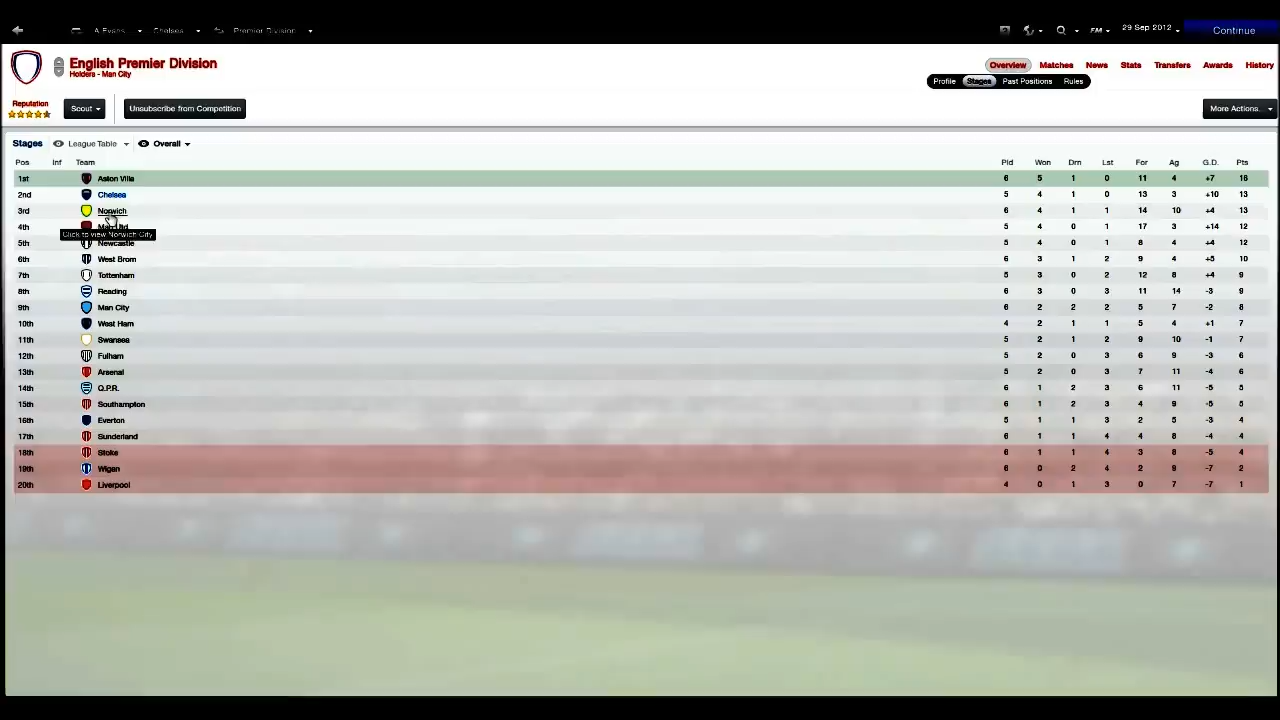 A Evans Chelsea Premier Division FM 29 Sep 2012 Continue
English Premier Division
Holders - Man City
Overview Matches News Stats Transfers Awards History
Profile Stages Past Positions Rules
Reputation
Scout Unsubscribe from Competition More Actions...
Stages League Table Overall
Pos Inf Team Pld Won Drn Lst For Ag G.D. Pts
1st Aston Villa 6 5 1 0 11 4 +7 16
2nd Chelsea 5 4 1 0 13 3 +10 13
3rd Norwich 6 4 1 1 14 10 +4 13
4th Man Utd 5 4 0 1 17 3 +14 12
Click to view Norwich City
5th Newcastle 5 4 0 1 8 4 +4 12
6th West Brom 6 3 1 2 9 4 +5 10
7th Tottenham 5 3 0 2 12 8 +4 9
8th Reading 6 3 0 3 11 14 -3 9
9th Man City 6 2 2 2 5 7 -2 8
10th West Ham 4 2 1 1 5 4 +1 7
11th Swansea 5 2 1 2 9 10 -1 7
12th Fulham 5 2 0 3 6 9 -3 6
13th Arsenal 5 2 0 3 7 11 -4 6
14th Q.P.R. 6 1 2 3 6 11 -5 5
15th Southampton 6 1 2 3 4 9 -5 5
16th Everton 5 1 1 3 2 5 -3 4
17th Sunderland 6 1 1 4 4 8 -4 4
18th Stoke 6 1 1 4 3 8 -5 4
19th Wigan 6 0 2 4 2 9 -7 2
20th Liverpool 4 0 1 3 0 7 -7 1